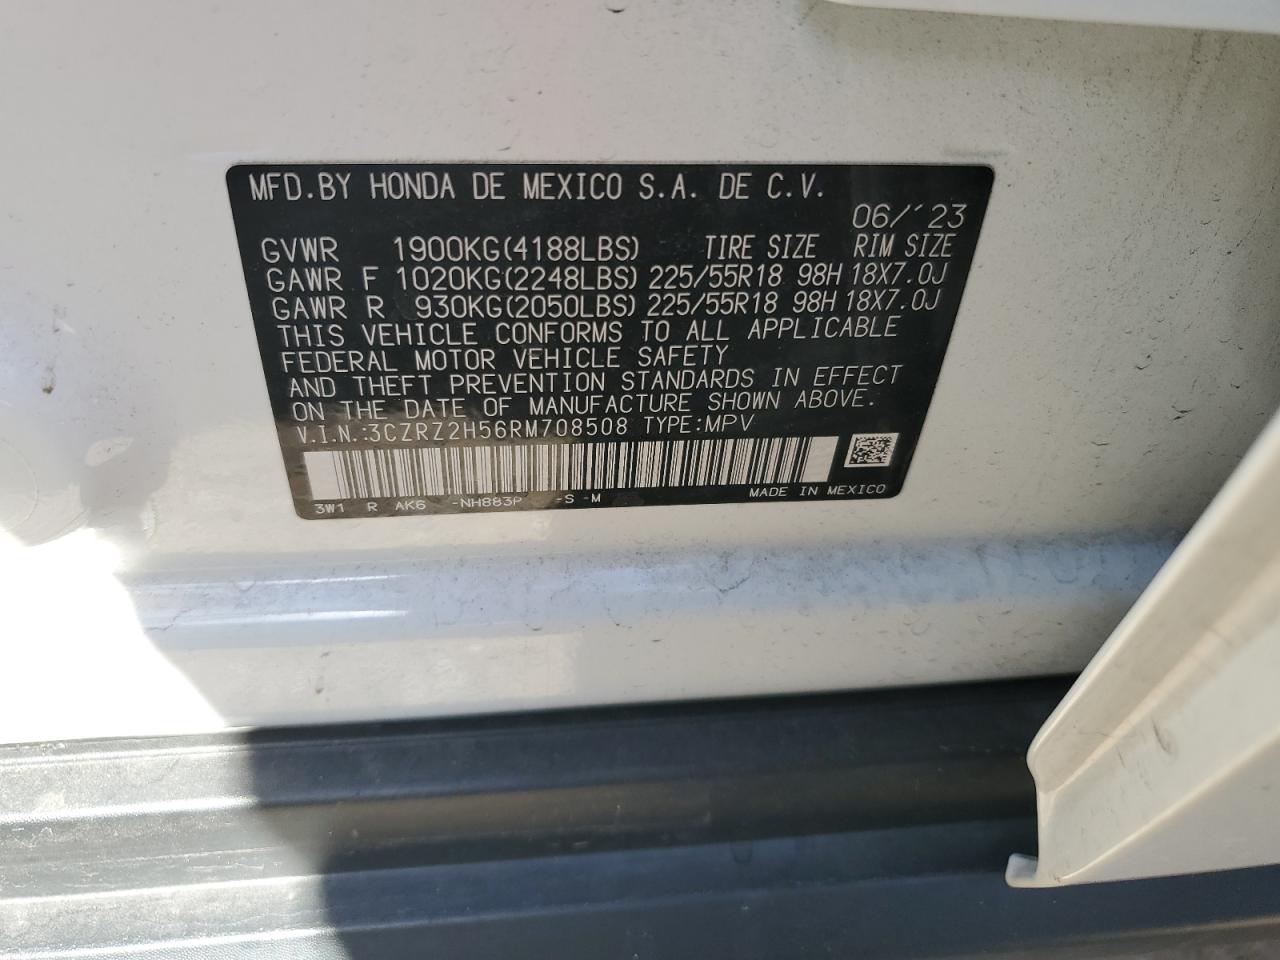 MFD.BY HONDA DE MEXICO S.A. DE C.V.
06/'23
GVWR 1900KG(4188LBS) TIRE SIZE RIM SIZE
GAWR F 1020KG(2248LBS) 225/55R18 98H 18X7.0J
GAWR R 930KG(2050LBS) 225/55R18 98H 18X7.0J
THIS VEHICLE CONFORMS TO ALL APPLICABLE
FEDERAL MOTOR VEHICLE SAFETY
AND THEFT PREVENTION STANDARDS IN EFFECT
ON THE DATE OF MANUFACTURE SHOWN ABOVE.
V.I.N.:3CZRZ2H56RM708508 TYPE:MPV
3W1 R AK6 -NH883P -S -M MADE IN MEXICO